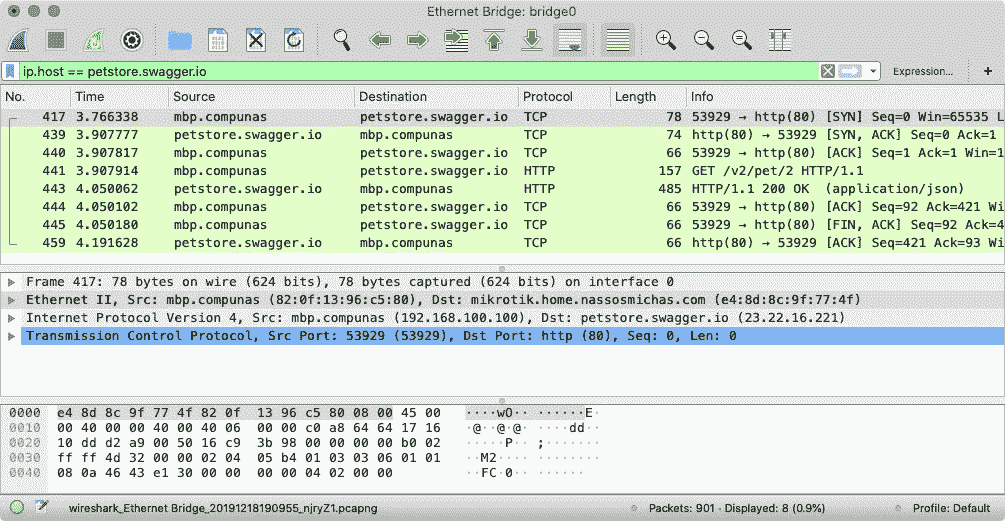 Ethernet Bridge: bridge0
ip.host == petstore.swagger.io Expression... +
No. Time Source Destination Protocol Length Info
417 3.766338 mbp.compunas petstore.swagger.io TCP 78 53929 → http(80) [SYN] Seq=0 Win=65535 L
439 3.907777 petstore.swagger.io mbp.compunas TCP 74 http(80) → 53929 [SYN, ACK] Seq=0 Ack=1
440 3.907817 mbp.compunas petstore.swagger.io TCP 66 53929 → http(80) [ACK] Seq=1 Ack=1 Win=1
441 3.907914 mbp.compunas petstore.swagger.io HTTP 157 GET /v2/pet/2 HTTP/1.1
443 4.050062 petstore.swagger.io mbp.compunas HTTP 485 HTTP/1.1 200 OK (application/json)
444 4.050102 mbp.compunas petstore.swagger.io TCP 66 53929 → http(80) [ACK] Seq=92 Ack=421 Wi
445 4.050180 mbp.compunas petstore.swagger.io TCP 66 53929 → http(80) [FIN, ACK] Seq=92 Ack=4
459 4.191628 petstore.swagger.io mbp.compunas TCP 66 http(80) → 53929 [ACK] Seq=421 Ack=93 Wi
Frame 417: 78 bytes on wire (624 bits), 78 bytes captured (624 bits) on interface 0
Ethernet II, Src: mbp.compunas (82:0f:13:96:c5:80), Dst: mikrotik.home.nassosmichas.com (e4:8d:8c:9f:77:4f)
Internet Protocol Version 4, Src: mbp.compunas (192.168.100.100), Dst: petstore.swagger.io (23.22.16.221)
Transmission Control Protocol, Src Port: 53929 (53929), Dst Port: http (80), Seq: 0, Len: 0
0000 e4 8d 8c 9f 77 4f 82 0f 13 96 c5 80 08 00 45 00 ····wO·· ······E·
0010 00 40 00 00 40 00 40 06 00 00 c0 a8 64 64 17 16 ·@··@·@· ····dd··
0020 10 dd d2 a9 00 50 16 c9 3b 98 00 00 00 00 b0 02 ·····P·· ;·······
0030 ff ff 4d 32 00 00 02 04 05 b4 01 03 03 06 01 01 ··M2···· ········
0040 08 0a 46 43 e1 30 00 00 00 00 04 02 00 00 ··FC·0·· ······
wireshark_Ethernet Bridge_20191218190955_njryZ1.pcapng Packets: 901 · Displayed: 8 (0.9%) Profile: Default